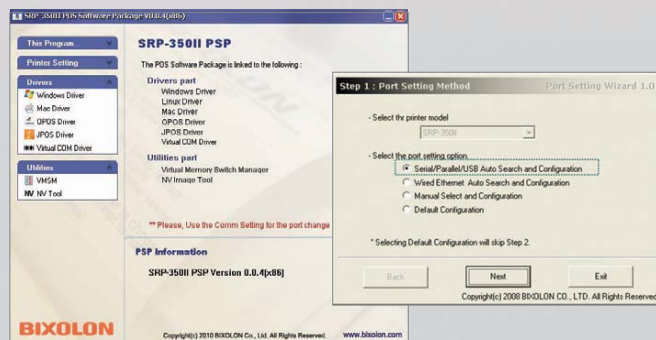 SRP-350II POS Software Package V0.0.4(x86)
This Program...
Printer Setting
Drivers
Windows Driver
Mac Driver
OPOS Driver
JPOS Driver
Virtual COM Driver
Utilities
VMSM
NV NV Tool
SRP-350II PSP
The POS Software Package is linked to the following :
Drivers part
Windows Driver
Linux Driver
Mac Driver
OPOS Driver
JPOS Driver
Virtual COM Driver
Utilities part
Virtual Memory Switch Manager
NV Image Tool
** Please, Use the Comm Setting for the port change
PSP Information
SRP-350II PSP Version 0.0.4(x86)
BIXOLON
Copyright(c) 2010 BIXOLON Co., Ltd. All Rights Reserved.
www.bixolon.com
Step 1 : Port Setting Method
Port Setting Wizard 1.0
- Select thr printer model
SRP-350II
- Select the port setting option
Serial/Parallel/USB Auto Search and Configuration
Wired Ethernet Auto Search and Configuration
Manual Select and Configuration
Default Configuration
* Selecting Default Configuration will skip Step 2.
Back
Next
Exit
Copyright(c) 2008 BIXOLON CO., LTD. All Rights Reserved